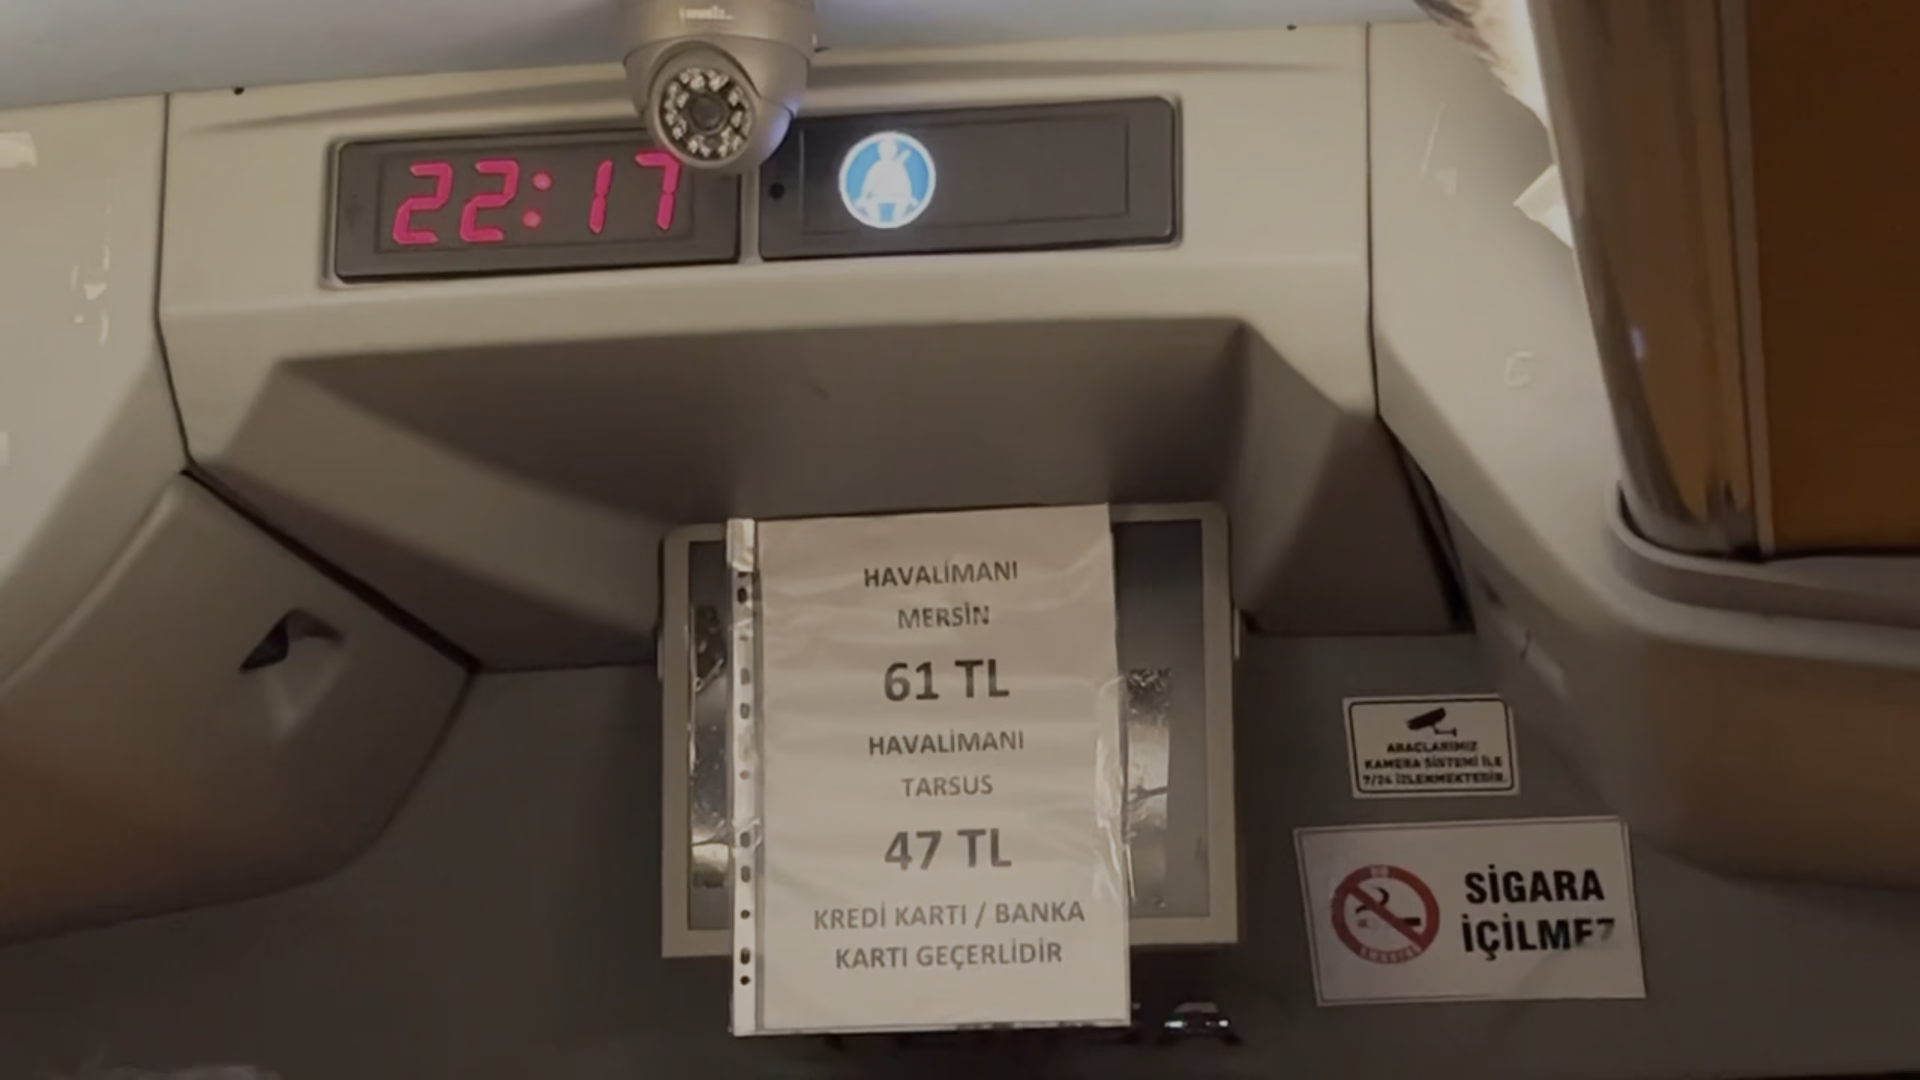 22:17
HAVALİMANI
MERSİN
61 TL
HAVALİMANI
TARSUS
47 TL
KREDİ KARTI / BANKA
KARTI GEÇERLİDİR
ARAÇLARIMIZ
KAMERA SİSTEMİ İLE
7/24 İZLENMEKTEDİR.
SİGARA
İÇİLMEZ